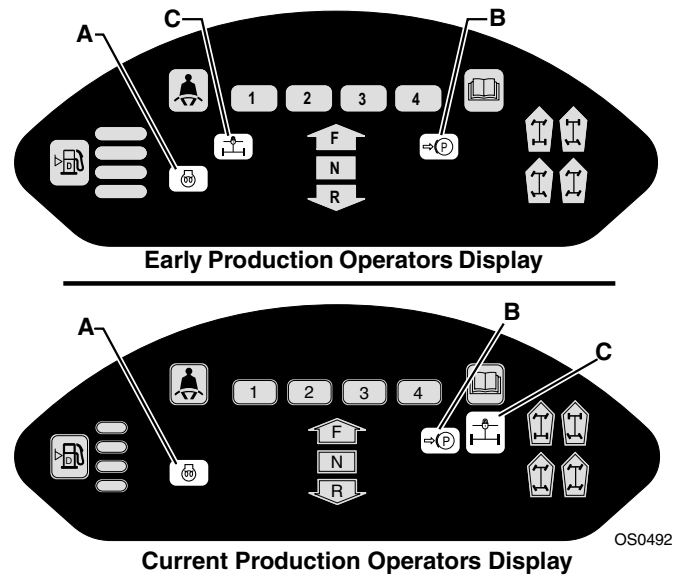 C
A
B
1 2 3 4
F
P
D
N
R
Early Production Operators Display
A
B
C
1 2 3 4
F
P
D
N
R
OS0492
Current Production Operators Display